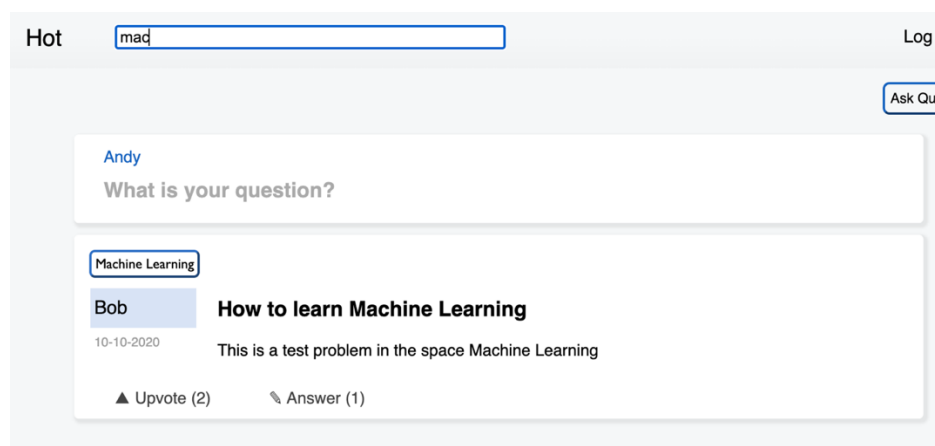 Hot
mac
Log
Ask Qu
Andy
What is your question?
Machine Learning
Bob
How to learn Machine Learning
10-10-2020
This is a test problem in the space Machine Learning
▲ Upvote (2)
✎ Answer (1)